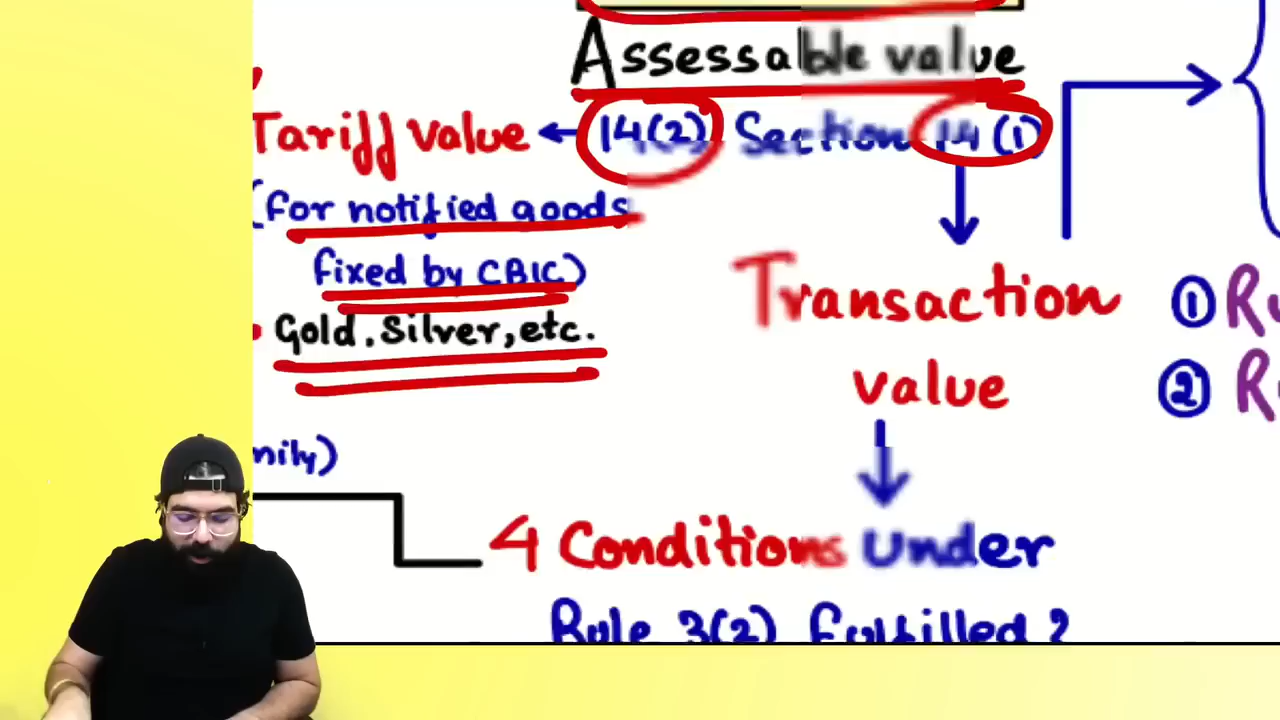 Assessable value
Tariff value ← 14(2) Section 14(1)
(for notified goods
fixed by CBIC)
Gold. Silver, etc.
Transaction
value
①
②
4 Conditions Under
Rule 3(2) Fulfilled?